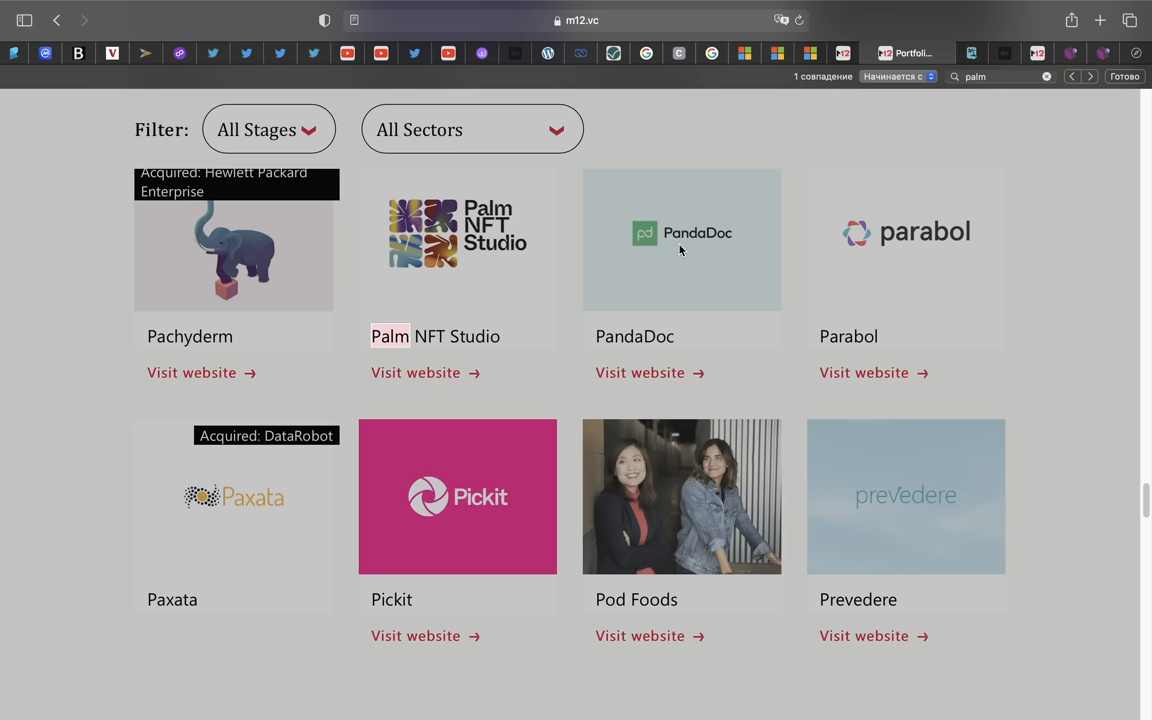 m12.vc
Portfoli...
1 совпадение
Начинается с
palm
Готово
Filter:
All Stages
All Sectors
Acquired: Hewlett Packard
Enterprise
Palm
NFT
Studio
pd PandaDoc
parabol
Pachyderm
Palm NFT Studio
PandaDoc
Parabol
Visit website →
Visit website →
Visit website →
Visit website →
Acquired: DataRobot
Paxata
Pickit
prevedere
Paxata
Pickit
Pod Foods
Prevedere
Visit website →
Visit website →
Visit website →